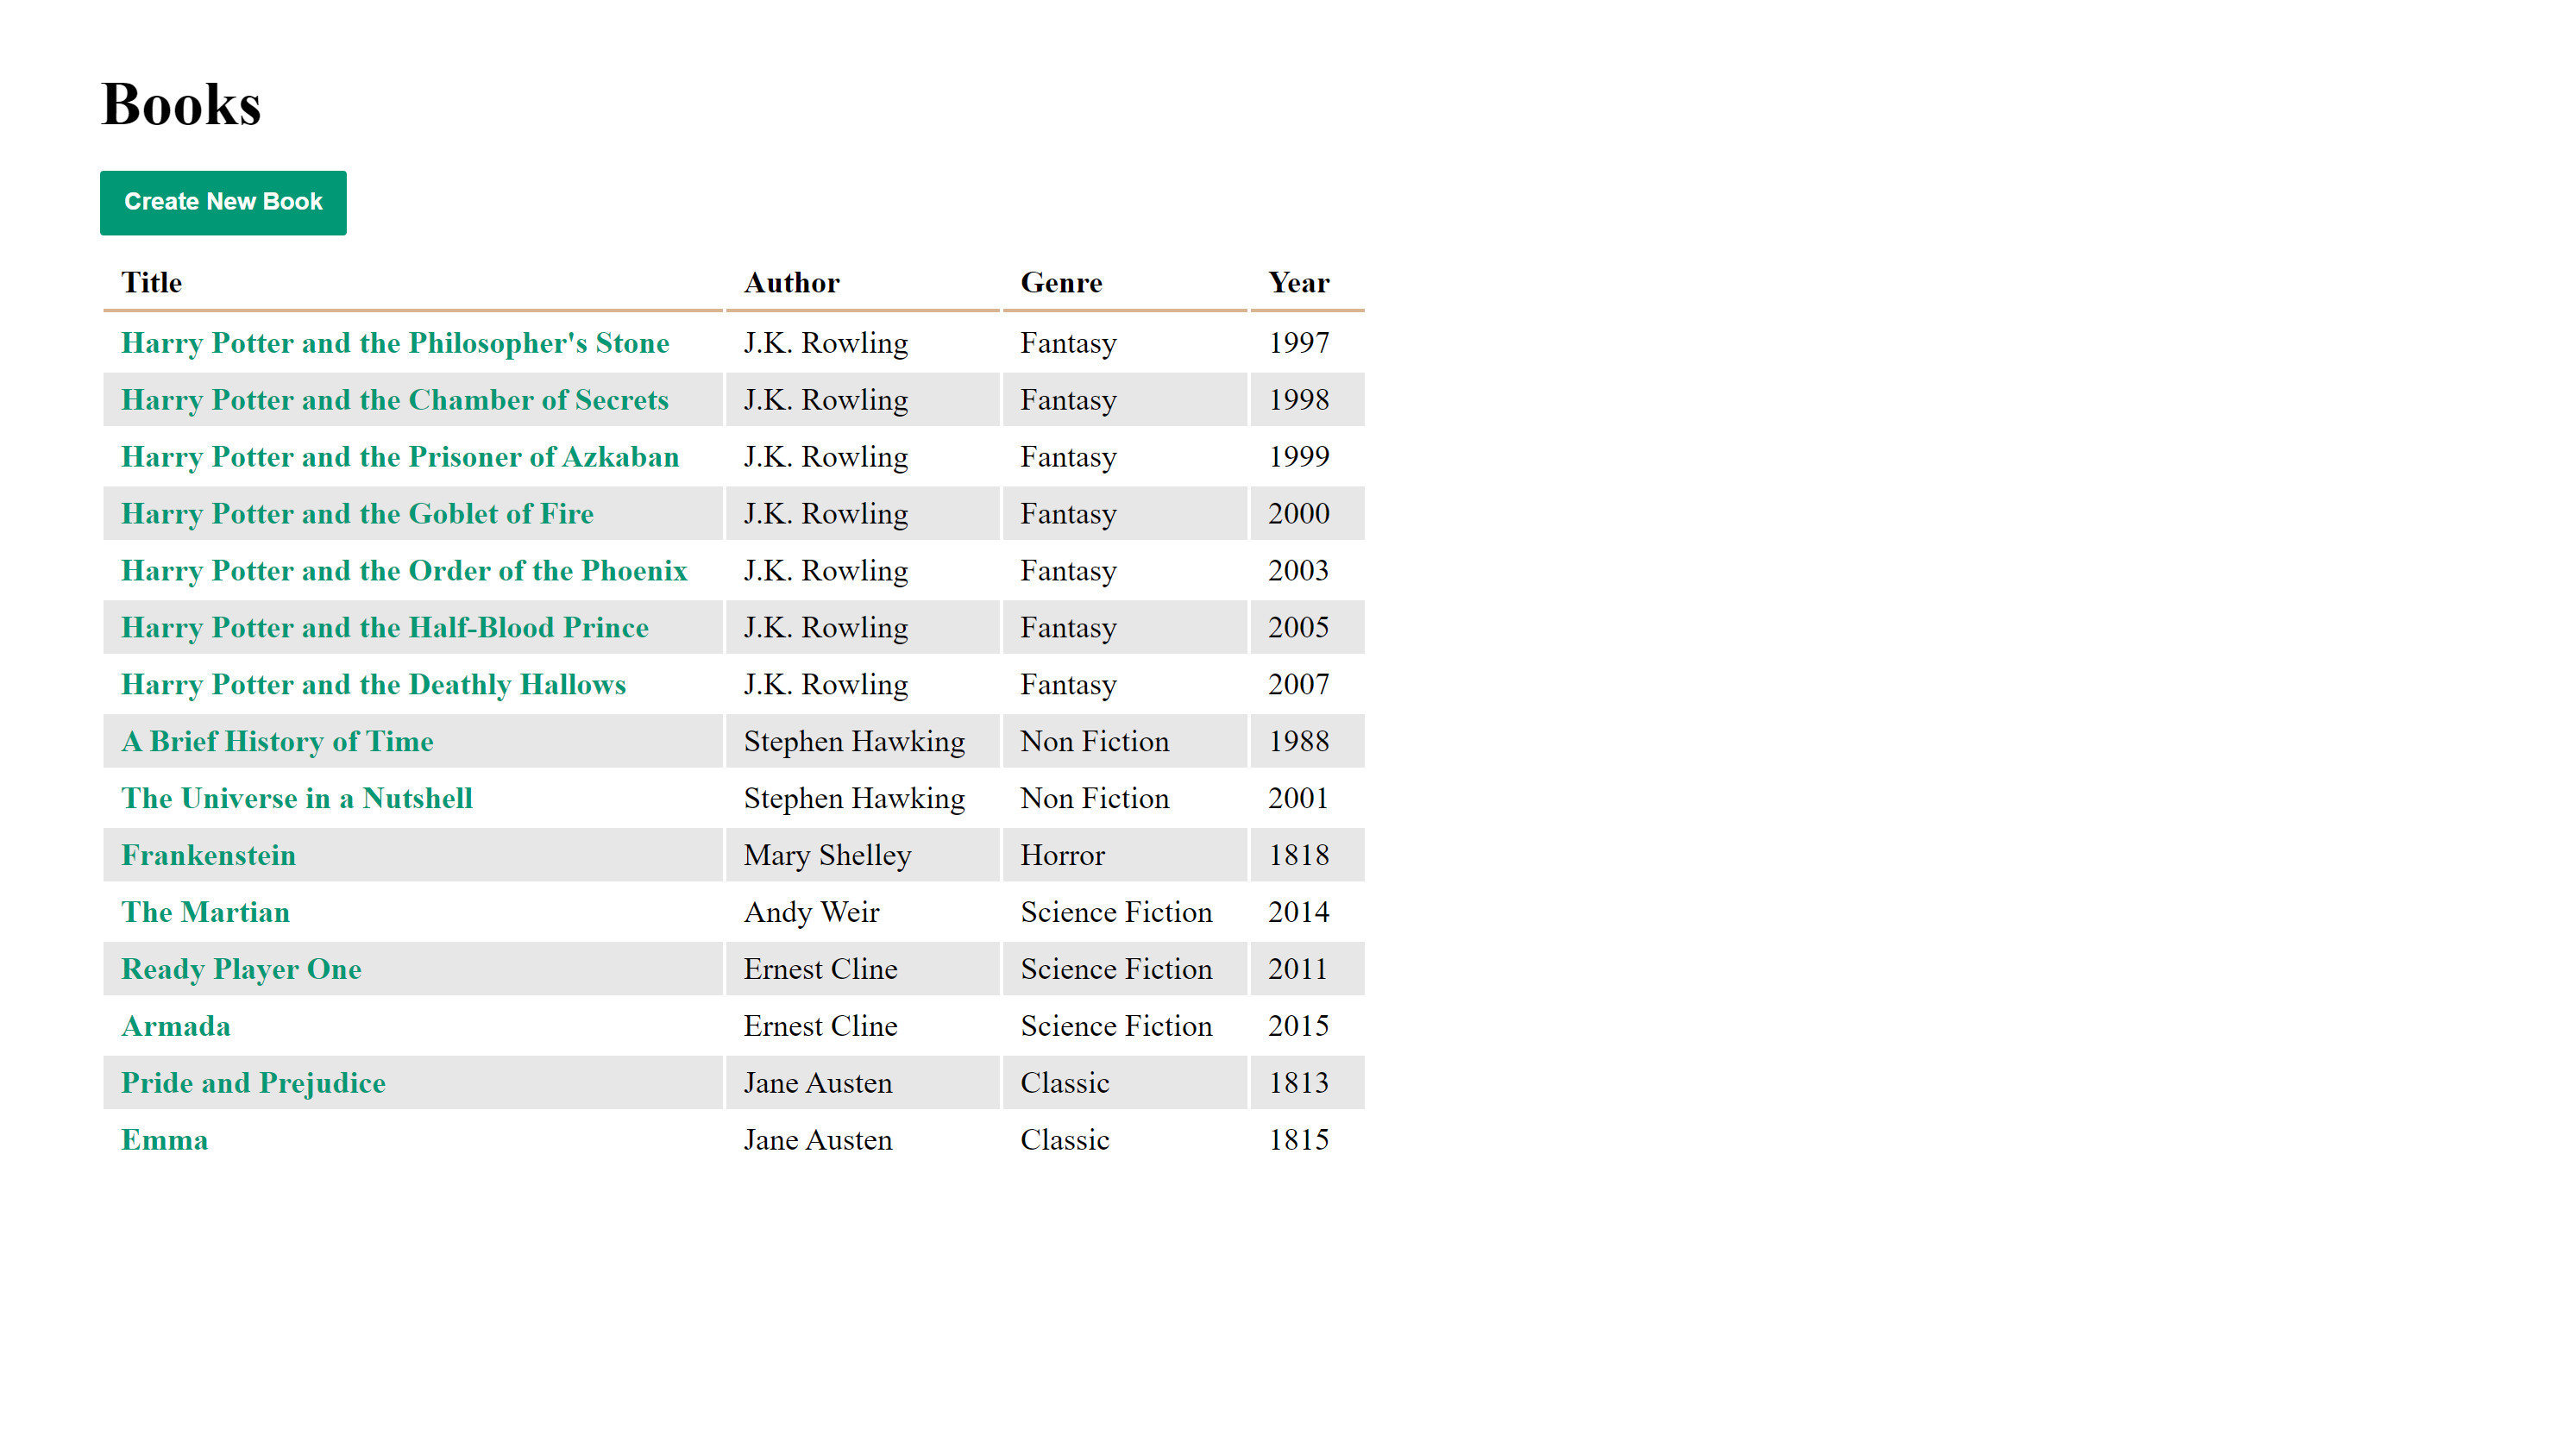 Books
Create New Book
Title Author Genre Year
Harry Potter and the Philosopher's Stone J.K. Rowling Fantasy 1997
Harry Potter and the Chamber of Secrets J.K. Rowling Fantasy 1998
Harry Potter and the Prisoner of Azkaban J.K. Rowling Fantasy 1999
Harry Potter and the Goblet of Fire J.K. Rowling Fantasy 2000
Harry Potter and the Order of the Phoenix J.K. Rowling Fantasy 2003
Harry Potter and the Half-Blood Prince J.K. Rowling Fantasy 2005
Harry Potter and the Deathly Hallows J.K. Rowling Fantasy 2007
A Brief History of Time Stephen Hawking Non Fiction 1988
The Universe in a Nutshell Stephen Hawking Non Fiction 2001
Frankenstein Mary Shelley Horror 1818
The Martian Andy Weir Science Fiction 2014
Ready Player One Ernest Cline Science Fiction 2011
Armada Ernest Cline Science Fiction 2015
Pride and Prejudice Jane Austen Classic 1813
Emma Jane Austen Classic 1815